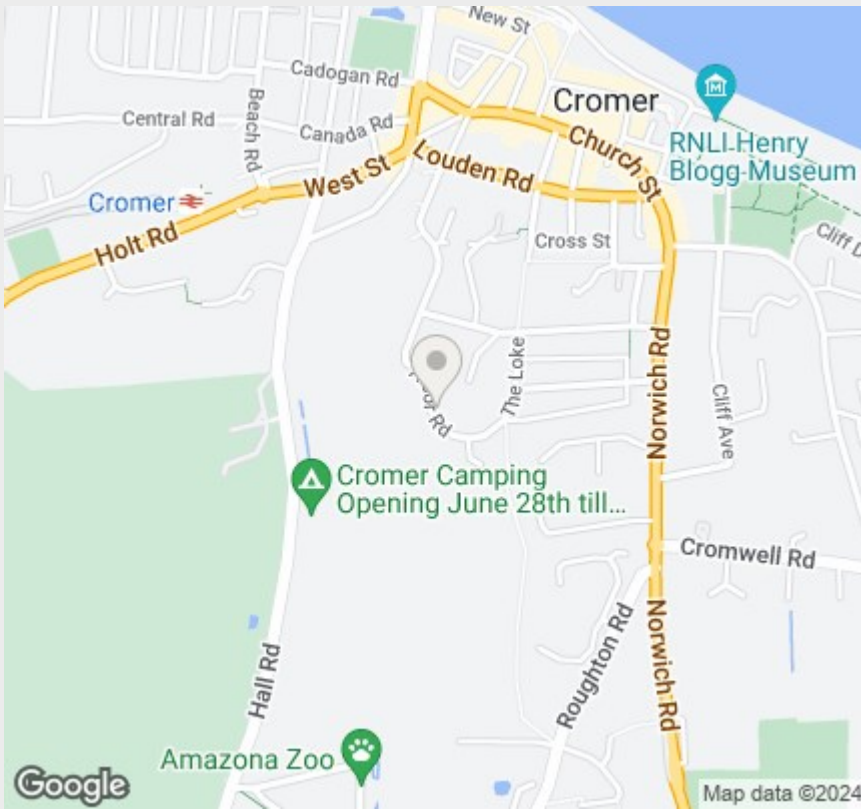 New St
Cadogan Rd
Cromer
Beach Rd
Central Rd
Canada Rd
Church St
RNLI Henry
Blogg Museum
West St
Louden Rd
Cromer
Holt Rd
Cross St
Cliff
The Loke
Norwich Rd
Cliff Ave
Rd
Cromer Camping
Opening June 28th till...
Cromwell Rd
Hall Rd
Roughton Rd
Norwich Rd
Amazona Zoo
Google
Map data ©2024